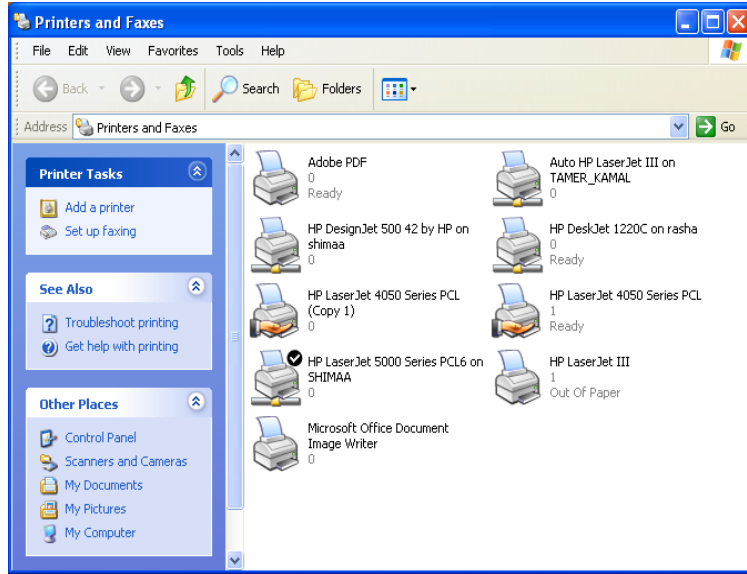 Printers and Faxes
File Edit View Favorites Tools Help
Back Search Folders
Address Printers and Faxes Go
Printer Tasks
Add a printer
Set up faxing
See Also
Troubleshoot printing
Get help with printing
Other Places
Control Panel
Scanners and Cameras
My Documents
My Pictures
My Computer
Adobe PDF
0
Ready
Auto HP LaserJet III on
TAMER_KAMAL
0
HP DesignJet 500 42 by HP on
shimaa
0
HP DeskJet 1220C on rasha
0
Ready
HP LaserJet 4050 Series PCL
(Copy 1)
0
HP LaserJet 4050 Series PCL
1
Ready
HP LaserJet 5000 Series PCL6 on
SHIMAA
0
HP LaserJet III
1
Out Of Paper
Microsoft Office Document
Image Writer
0